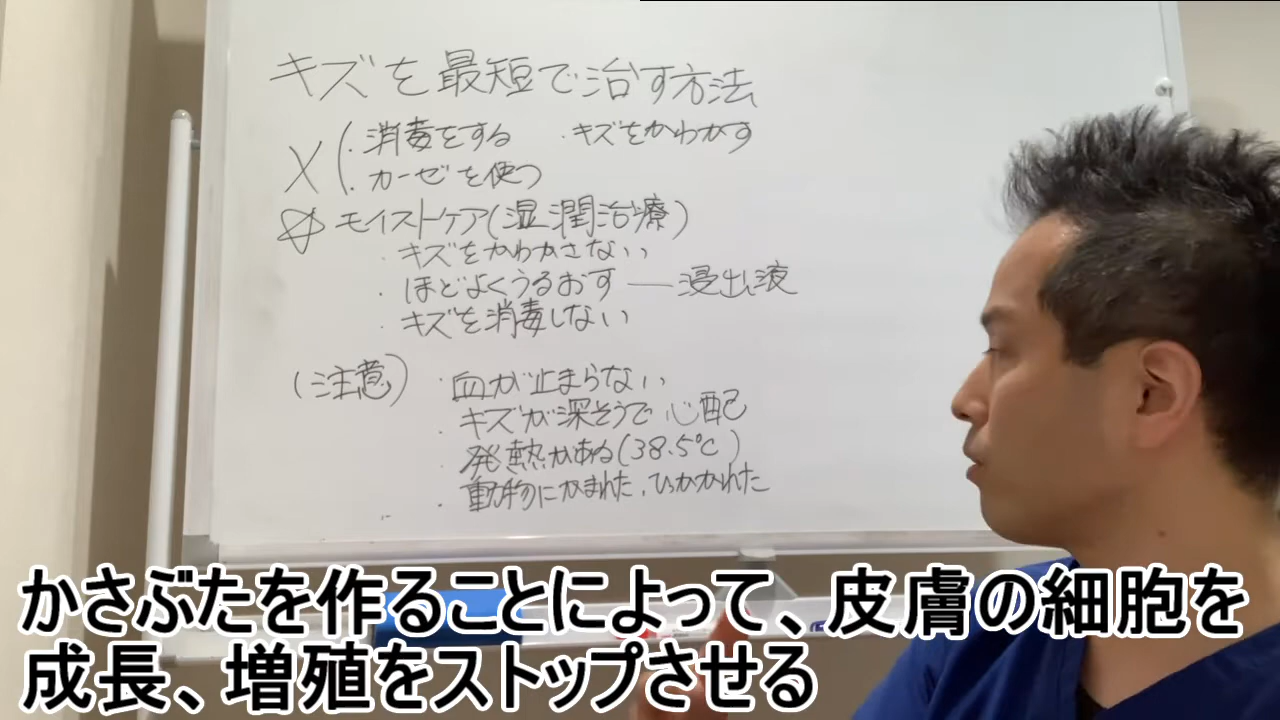 キズを最短で治す方法
×(・消毒をする ・キズをかわかす
・ガーゼを使う
☆モイストケア(湿潤治療)
・キズをかわかさない
・ほどよくうるおす―浸出液
・キズを消毒しない
(注意)・血が止まらない
・キズが深そうで心配
・発熱がある(38.5℃)
・動物にかまれた、ひっかかれた
かさぶたを作ることによって、皮膚の細胞を
成長、増殖をストップさせる